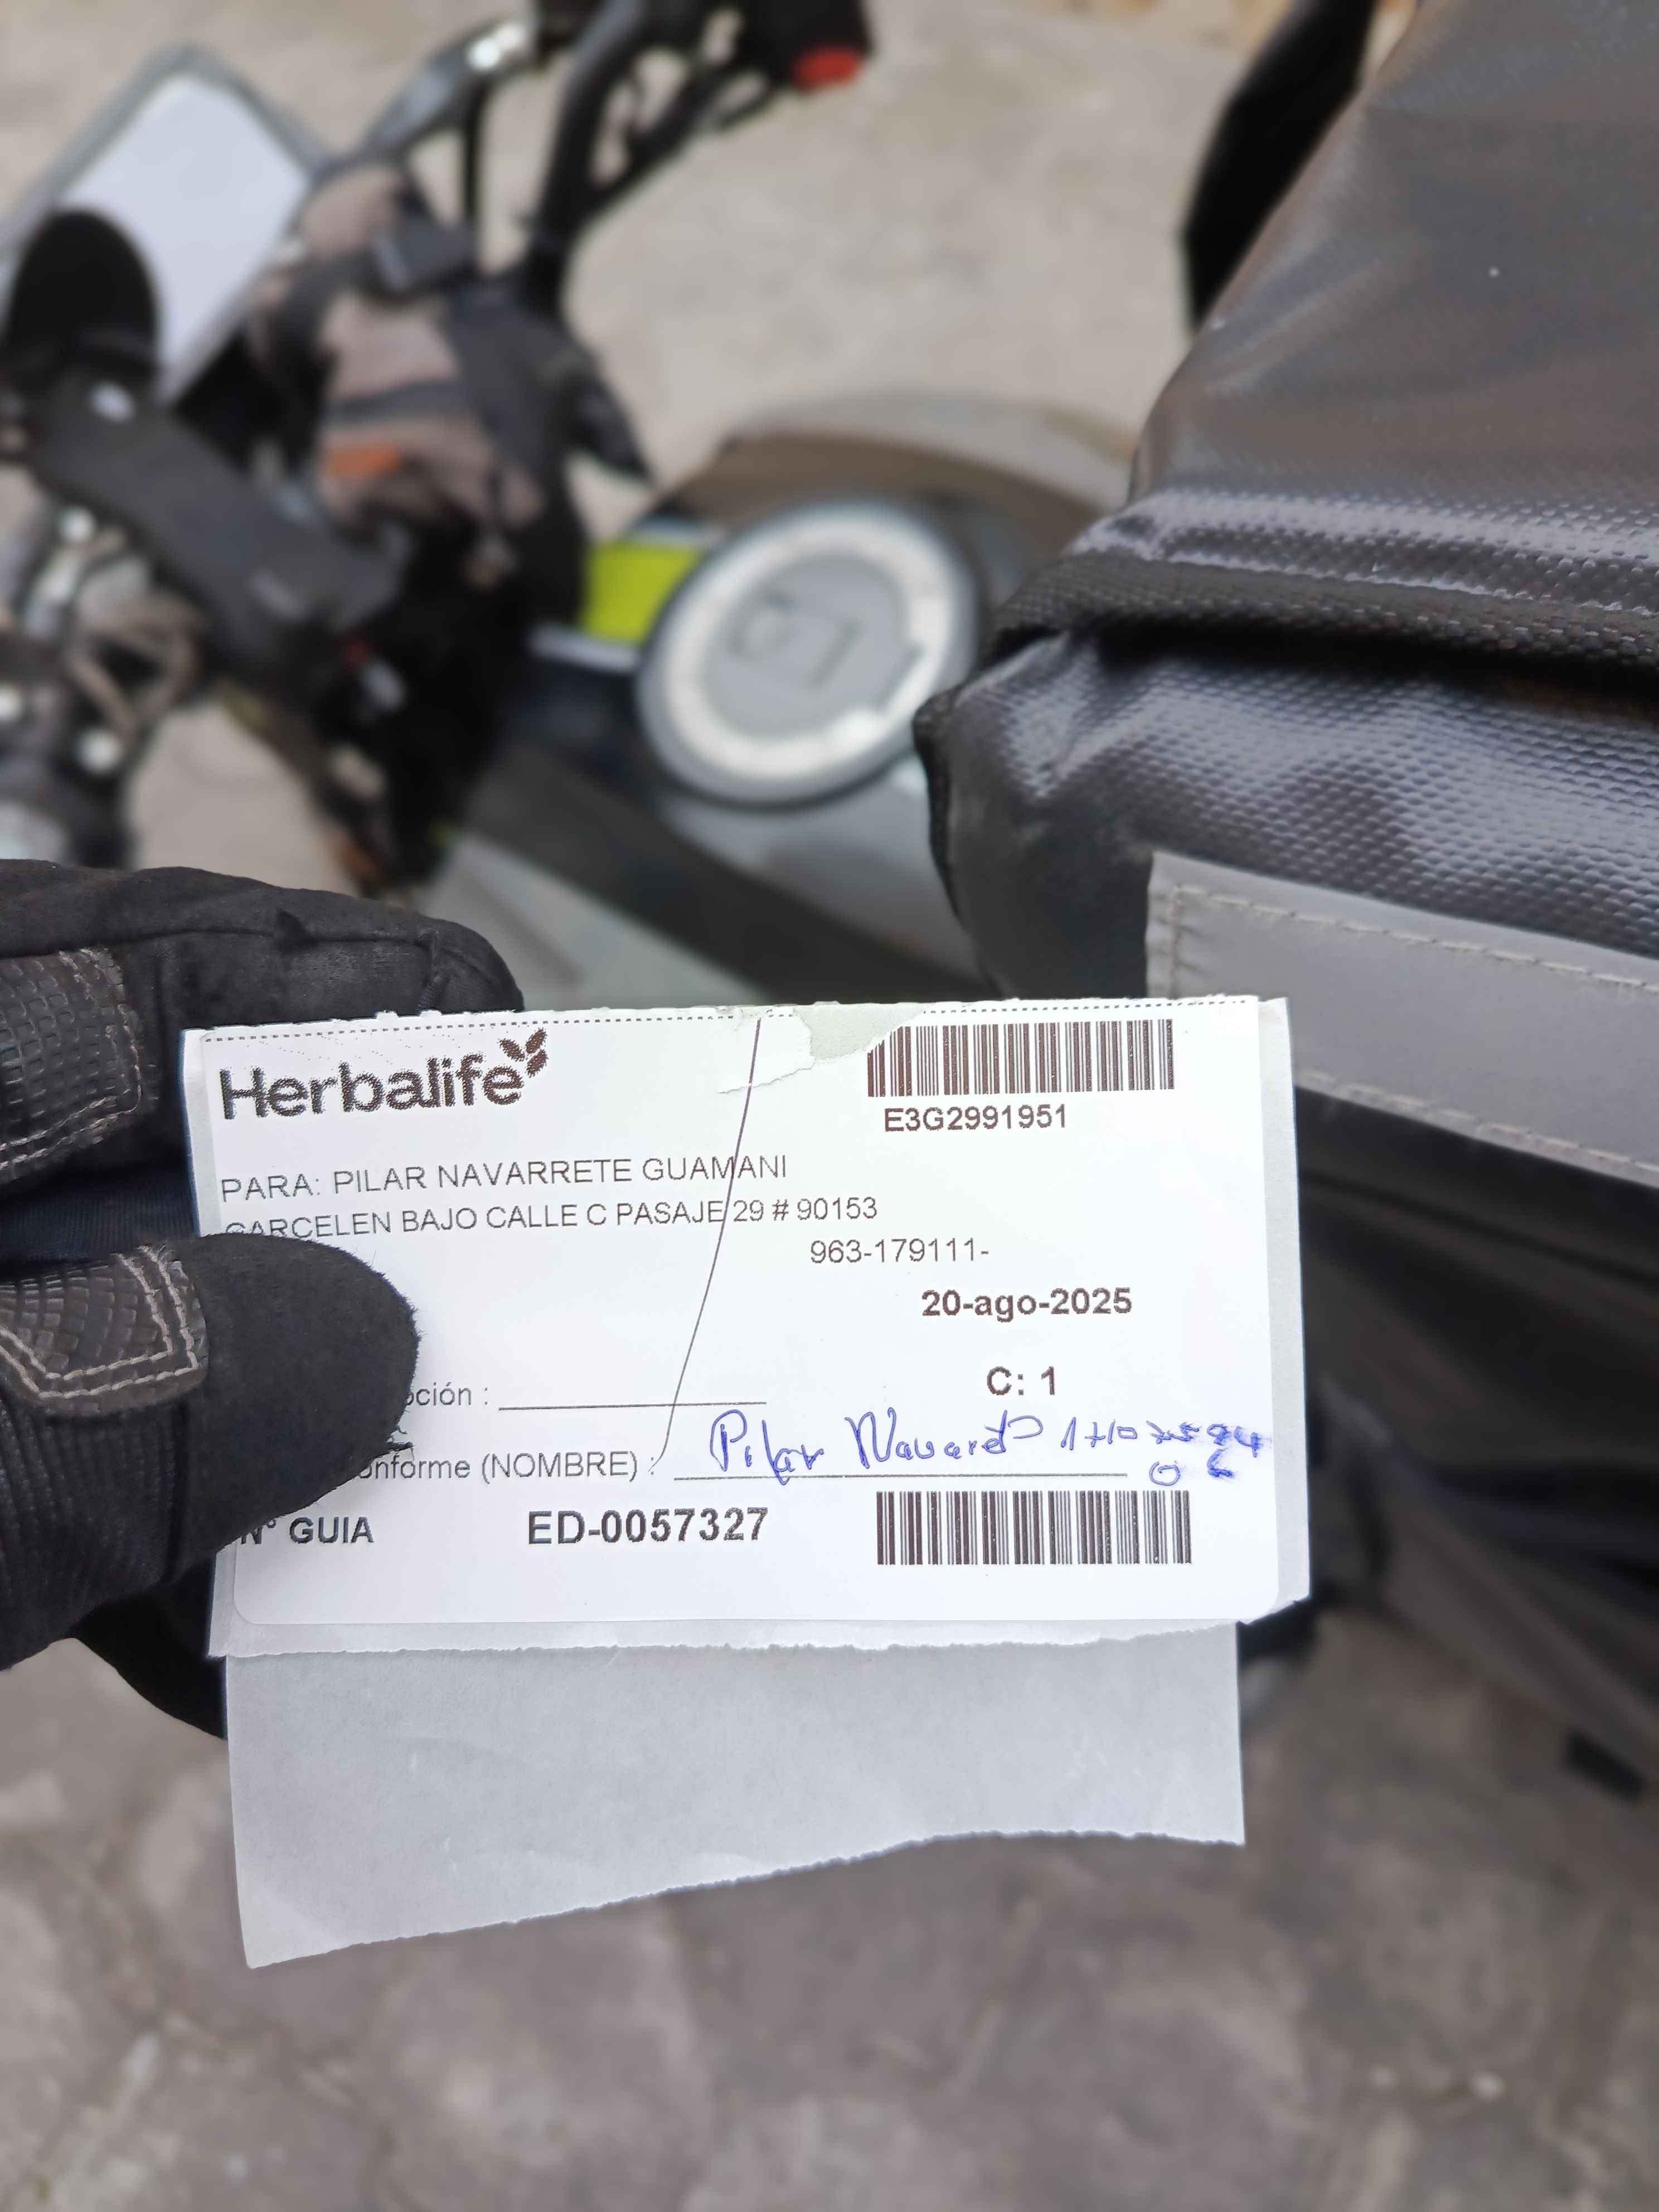 Herbalife
E3G2991951
PARA: PILAR NAVARRETE GUAMANI
CARCELEN BAJO CALLE C PASAJE 29 # 90153
963-179111-
20-ago-2025
C: 1
pción :
onforme (NOMBRE) : Pilar Navarrete
N° GUIA ED-0057327